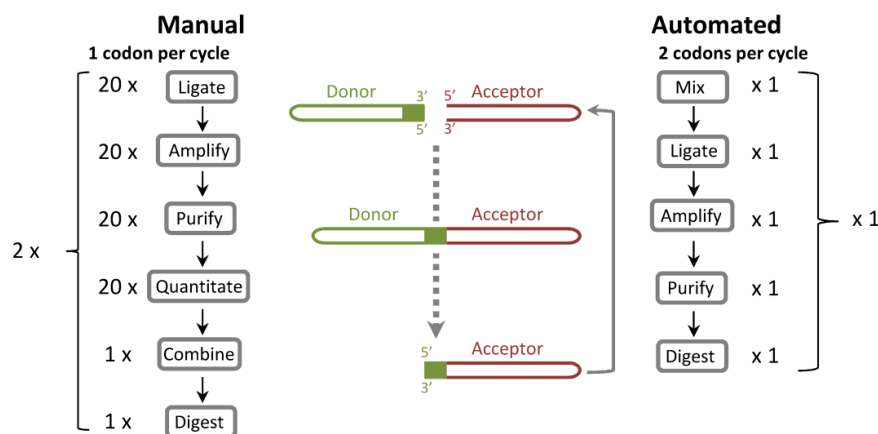 Manual
1 codon per cycle
2 x
20 x Ligate
20 x Amplify
20 x Purify
20 x Quantitate
1 x Combine
1 x Digest
Donor 3’ 5’ Acceptor
5’ 3’
Donor Acceptor
5’ Acceptor
3’
Automated
2 codons per cycle
Mix x 1
Ligate x 1
Amplify x 1
Purify x 1
Digest x 1
x 1